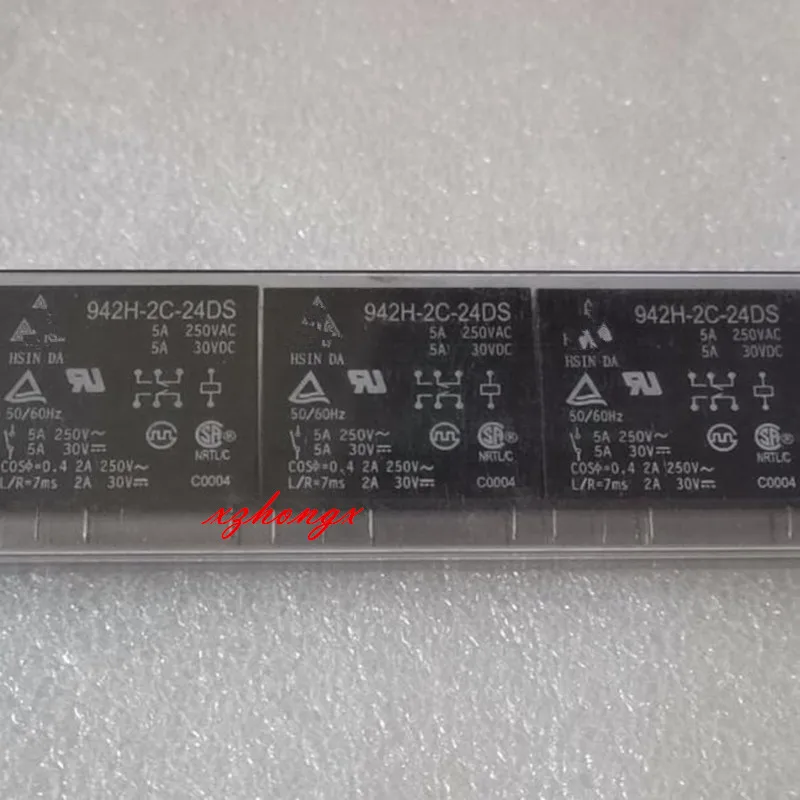 942H-2C-24DS
5A 250VAC
5A 30VDC
HSIN DA
50/60Hz
5A 250V~
5A 30V⎓
COSϕ=0.4 2A 250V~
L/R=7ms 2A 30V⎓
C0004
942H-2C-24DS
5A 250VAC
5A 30VDC
HSIN DA
50/60Hz
5A 250V~
5A 30V⎓
SA®
NRTL/C
COSϕ=0.4 2A 250V~
L/R=7ms 2A 30V⎓
C0004
942H-2C-24DS
5A 250VAC
5A 30VDC
HSIN DA
50/60Hz
5A 250V~
5A 30V⎓
SA®
NRTL/C
COSϕ=0.4 2A 250V~
L/R=7ms 2A 30V⎓
C0004
xzhongx